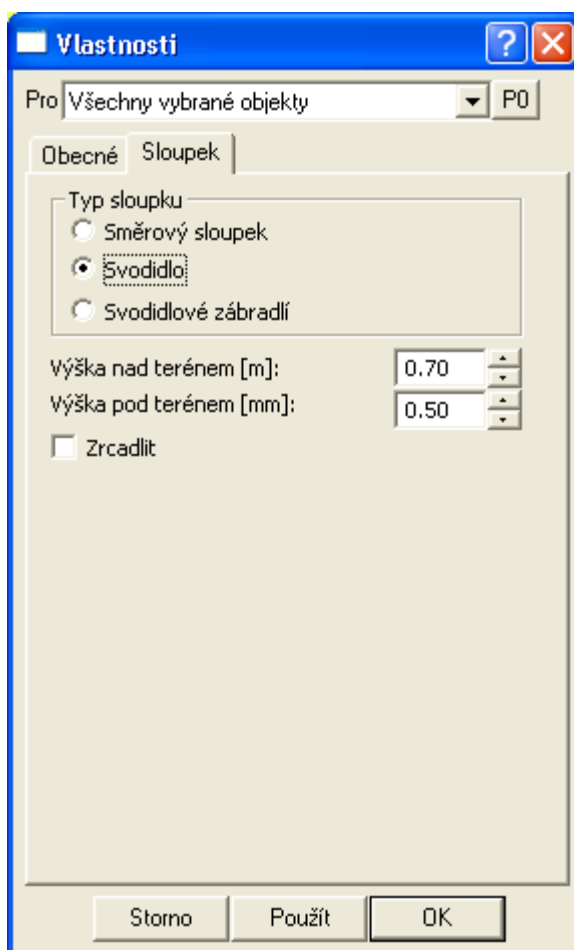 Vlastnosti
Pro Všechny vybrané objekty P0
Obecné Sloupek
Typ sloupku
Směrový sloupek
Svodidlo
Svodidlové zábradlí
Výška nad terénem [m]: 0.70
Výška pod terénem [mm]: 0.50
Zrcadlit
Storno Použít OK